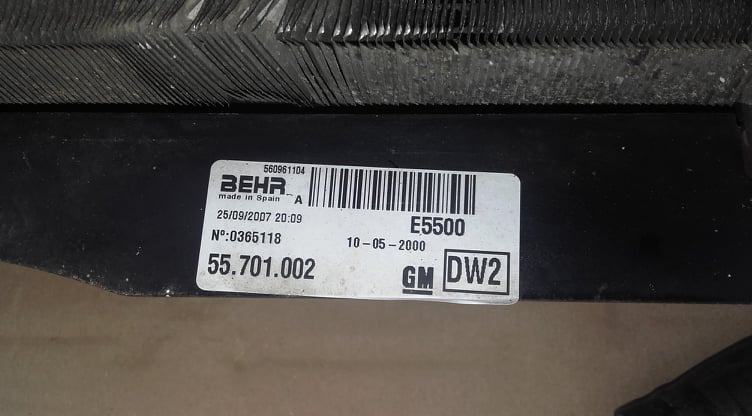 560961104
BEHR A
made in Spain
25/09/2007 20:09
E5500
Nº:0365118
10-05-2000
55.701.002
GM
DW2